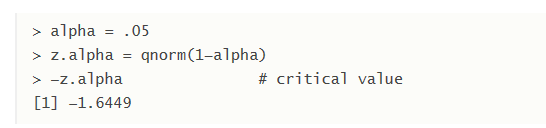 > alpha = .05
> z.alpha = qnorm(1−alpha)
> −z.alpha               # critical value
[1] −1.6449